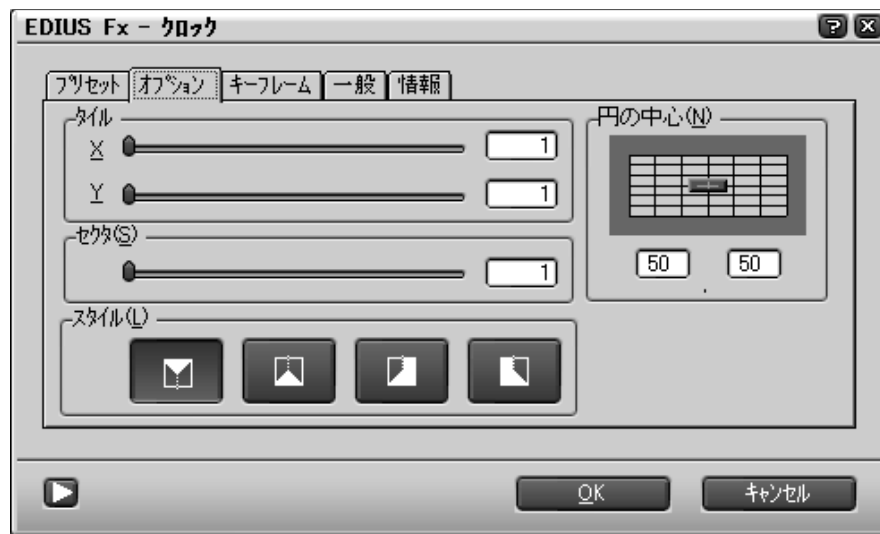 EDIUS Fx - クロック
プリセット オプション キーフレーム 一般 情報
タイル
X 1
Y 1
セクタ(S)
1
スタイル(L)
円の中心(N)
50 50
OK キャンセル